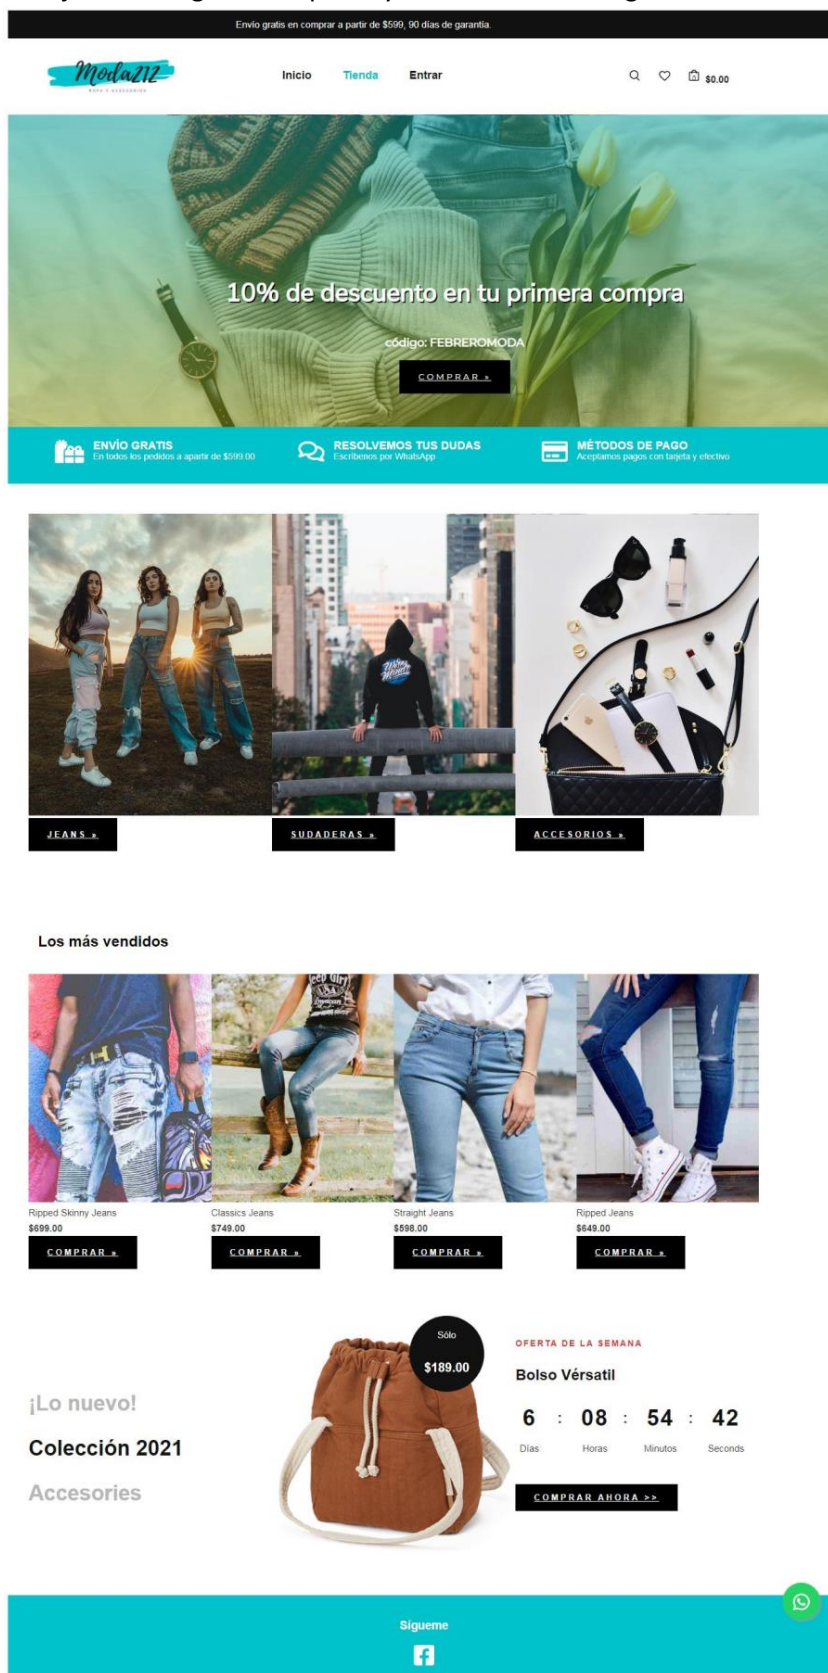 Envío gratis en comprar a partir de $599, 90 días de garantía.
Moda212
ROPA Y ACCESORIOS
Inicio Tienda Entrar
0
$0.00
10% de descuento en tu primera compra
código: FEBREROMODA
COMPRAR »
ENVÍO GRATIS
En todos los pedidos a apartir de $599.00
RESOLVEMOS TUS DUDAS
Escríbenos por WhatsApp
MÉTODOS DE PAGO
Aceptamos pagos con tarjeta y efectivo
JEANS » SUDADERAS » ACCESORIOS »
Los más vendidos
Ripped Skinny Jeans
$699.00
COMPRAR »
Classics Jeans
$749.00
COMPRAR »
Straight Jeans
$598.00
COMPRAR »
Ripped Jeans
$649.00
COMPRAR »
¡Lo nuevo!
Colección 2021
Accesories
Sólo
$189.00
OFERTA DE LA SEMANA
Bolso Vérsatil
6 : 08 : 54 : 42
Días Horas Minutos Seconds
COMPRAR AHORA >>
Sígueme